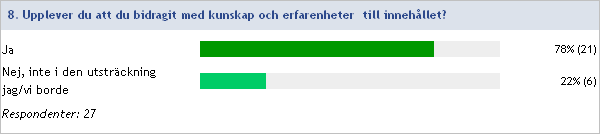 8. Upplever du att du bidragit med kunskap och erfarenheter till innehållet?
Ja 78% (21)
Nej, inte i den utsträckning
jag/vi borde 22% (6)
Respondenter: 27